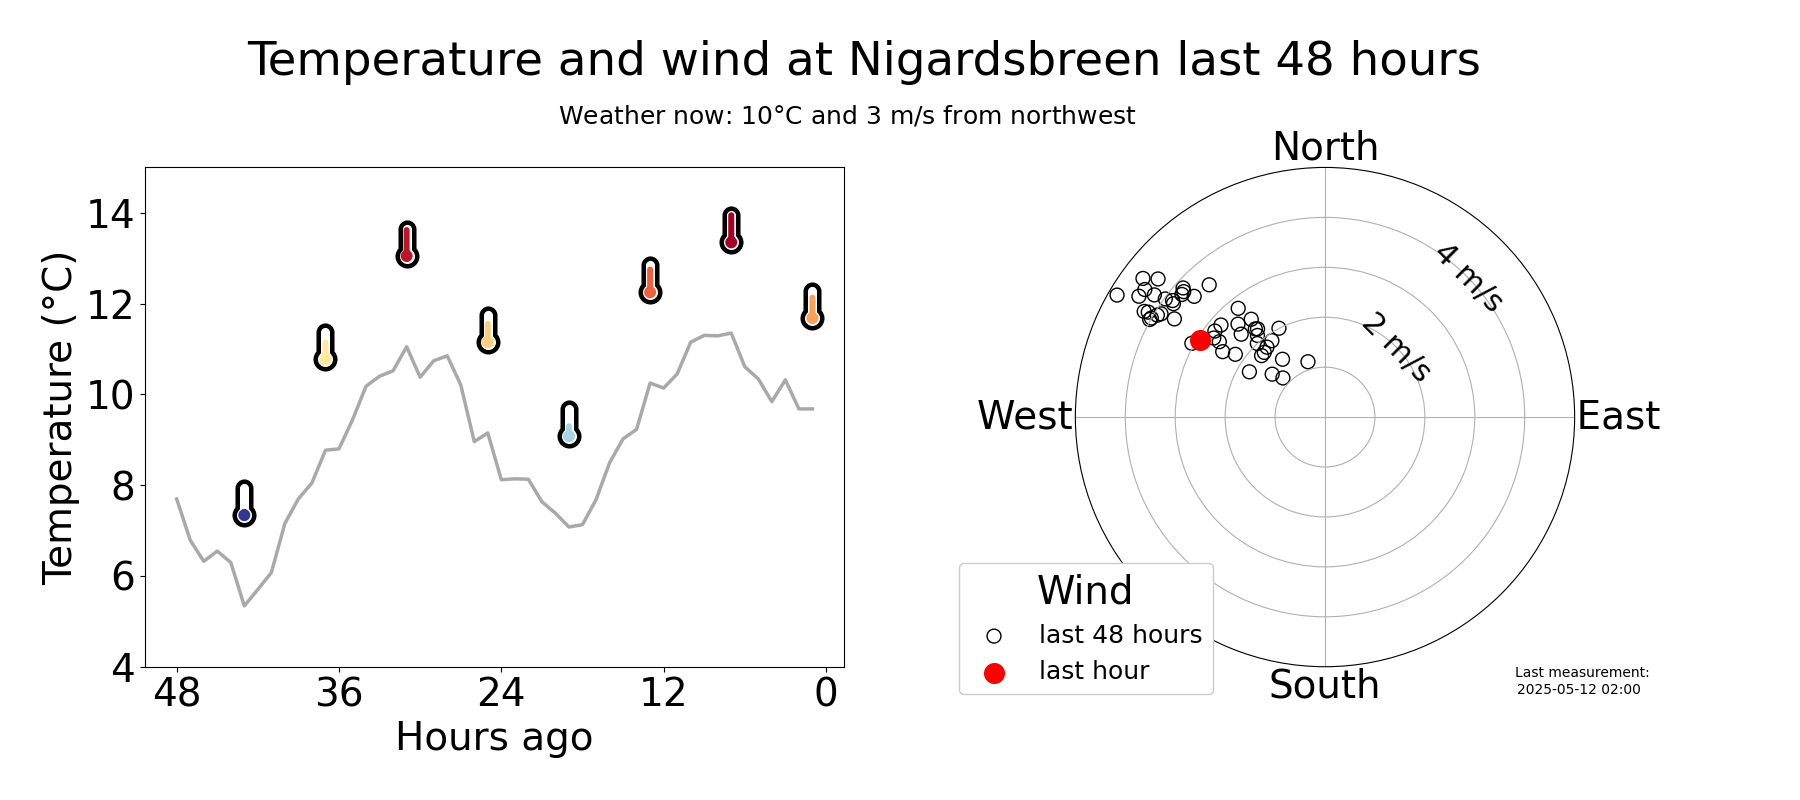 Temperature and wind at Nigardsbreen last 48 hours
Weather now: 10°C and 3 m/s from northwest
Temperature (°C)
14
12
10
8
6
4
48 36 24 12 0
Hours ago
North
West
East
South
4 m/s
2 m/s
Wind
last 48 hours
last hour
Last measurement:
2025-05-12 02:00